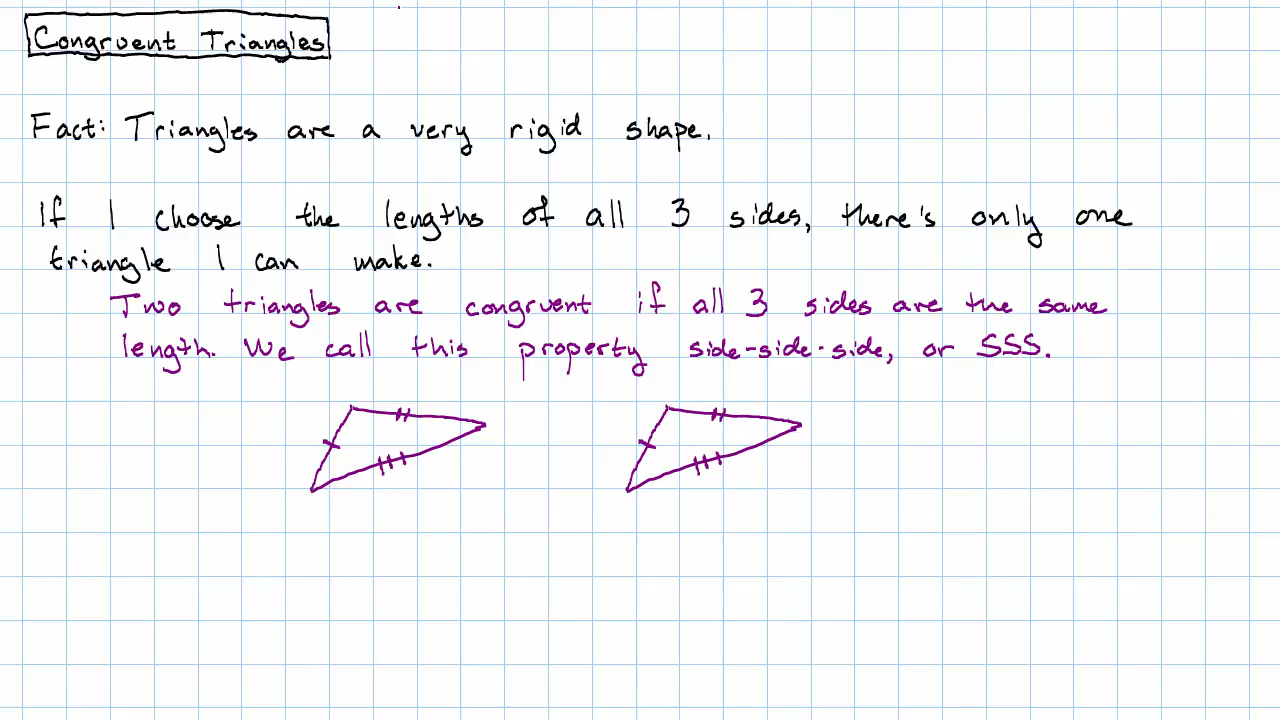 Congruent Triangles
Fact: Triangles are a very rigid shape.
If I choose the lengths of all 3 sides, there's only one
triangle I can make.
Two triangles are congruent if all 3 sides are the same
length. We call this property side-side-side, or SSS.